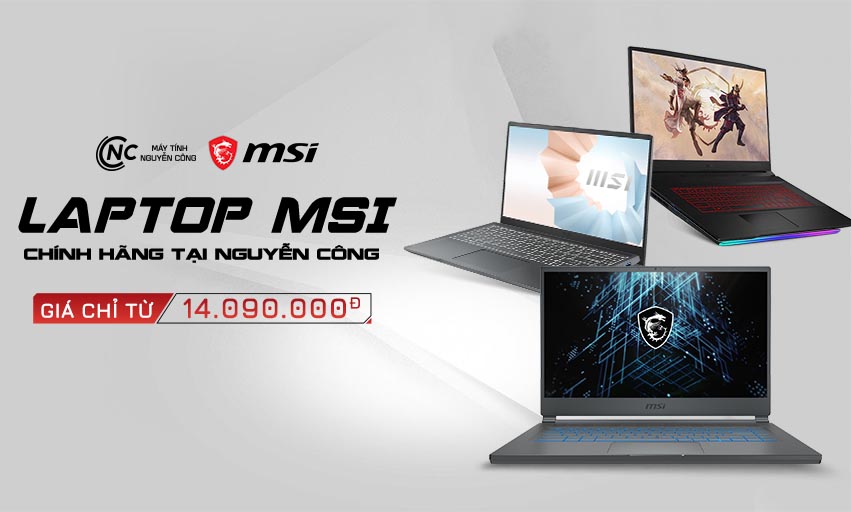 NC
MÁY TÍNH
NGUYỄN CÔNG
msi
LAPTOP MSI
CHÍNH HÃNG TẠI NGUYỄN CÔNG
GIÁ CHỈ TỪ 14.090.000Đ
msi
msi